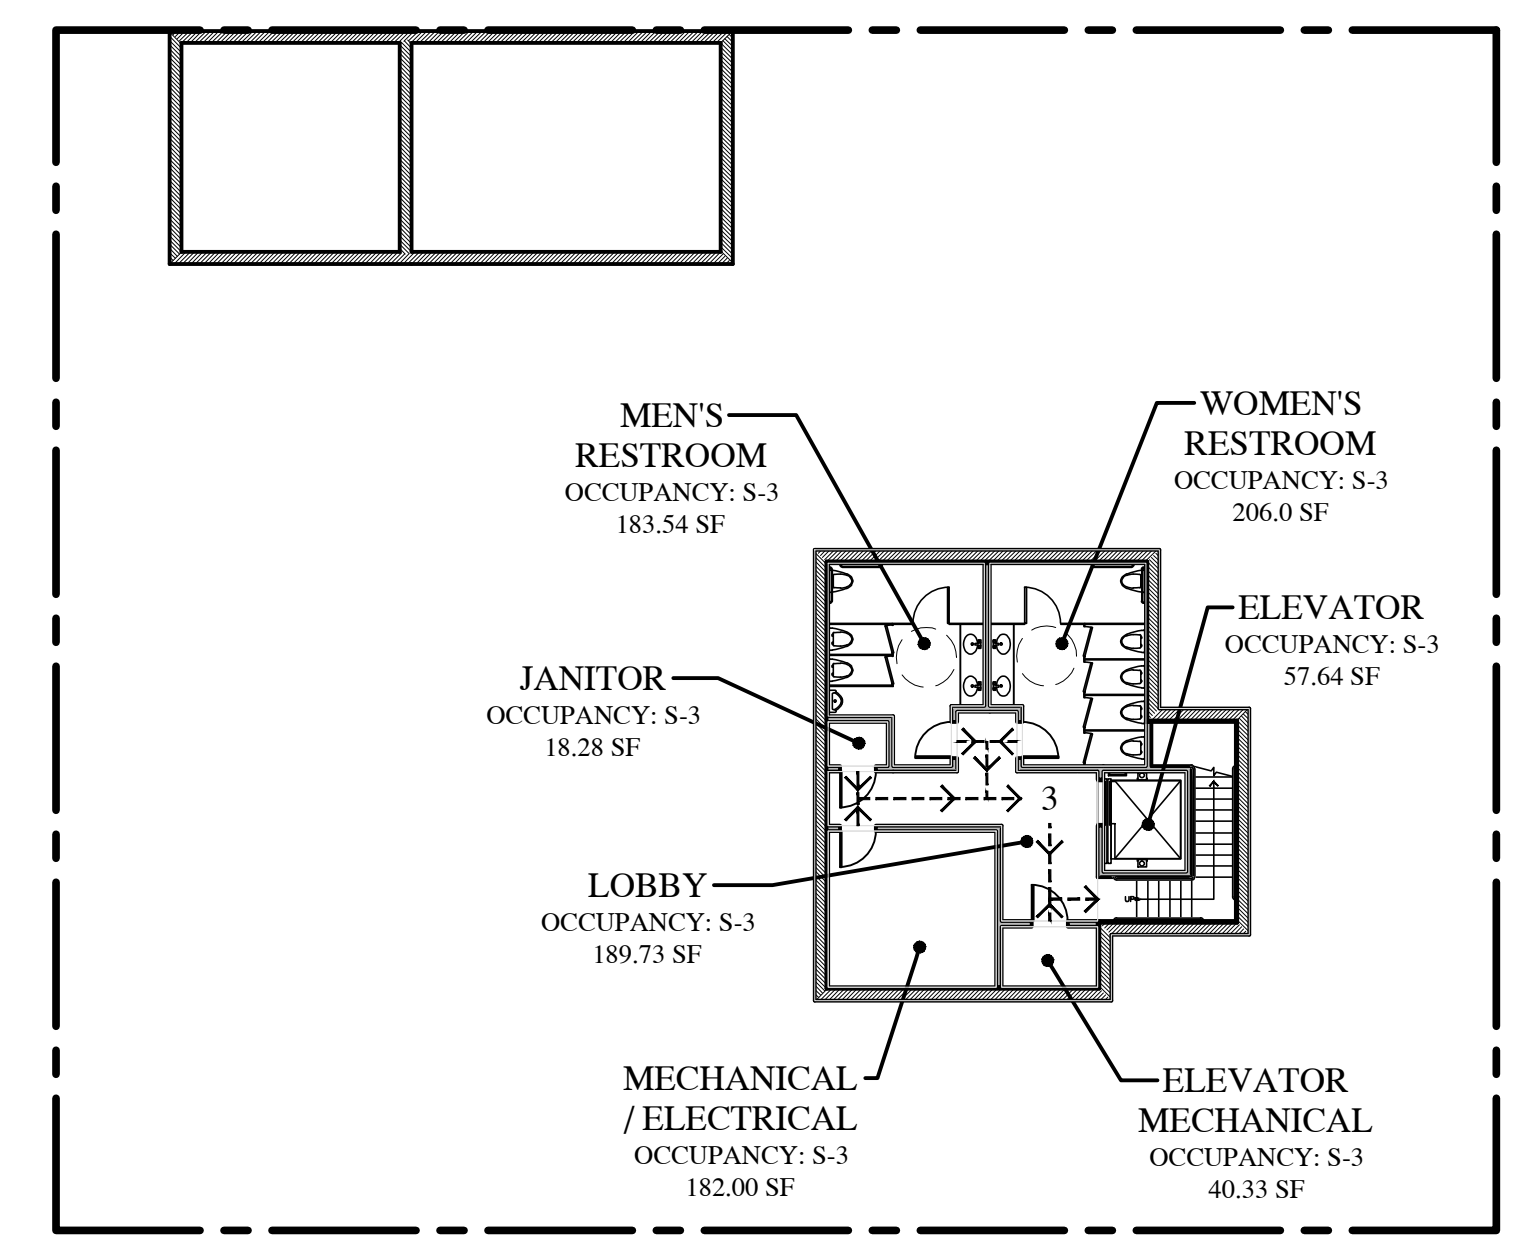 MEN'S
RESTROOM
OCCUPANCY: S-3
183.54 SF
WOMEN'S
RESTROOM
OCCUPANCY: S-3
206.0 SF
ELEVATOR
OCCUPANCY: S-3
57.64 SF
JANITOR
OCCUPANCY: S-3
18.28 SF
3
LOBBY
OCCUPANCY: S-3
189.73 SF
UP
MECHANICAL
/ ELECTRICAL
OCCUPANCY: S-3
182.00 SF
ELEVATOR
MECHANICAL
OCCUPANCY: S-3
40.33 SF